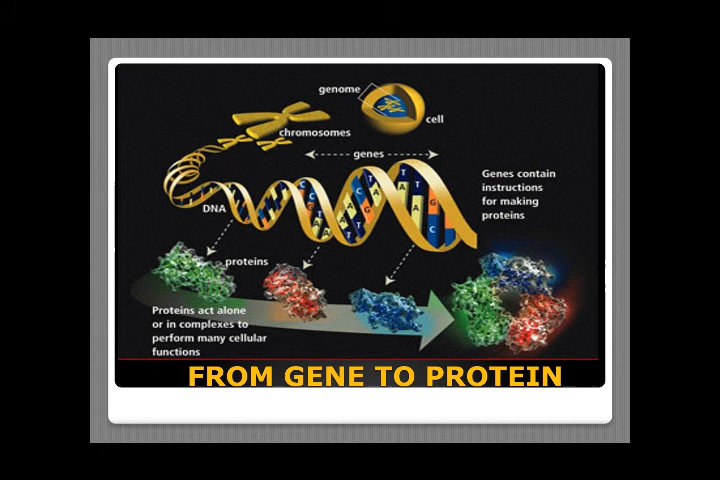 genome
cell
chromosomes
genes
Genes contain
instructions
for making
proteins
DNA
proteins
Proteins act alone
or in complexes to
perform many cellular
functions
FROM GENE TO PROTEIN